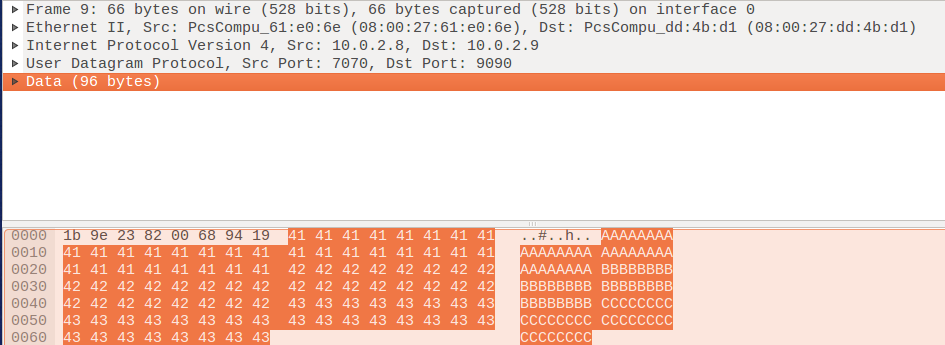 Frame 9: 66 bytes on wire (528 bits), 66 bytes captured (528 bits) on interface 0
Ethernet II, Src: PcsCompu_61:e0:6e (08:00:27:61:e0:6e), Dst: PcsCompu_dd:4b:d1 (08:00:27:dd:4b:d1)
Internet Protocol Version 4, Src: 10.0.2.8, Dst: 10.0.2.9
User Datagram Protocol, Src Port: 7070, Dst Port: 9090
Data (96 bytes)
0000 1b 9e 23 82 00 68 94 19 41 41 41 41 41 41 41 41 ..#..h.. AAAAAAAA
0010 41 41 41 41 41 41 41 41 41 41 41 41 41 41 41 41 AAAAAAAA AAAAAAAA
0020 41 41 41 41 41 41 41 41 42 42 42 42 42 42 42 42 AAAAAAAA BBBBBBBB
0030 42 42 42 42 42 42 42 42 42 42 42 42 42 42 42 42 BBBBBBBB BBBBBBBB
0040 42 42 42 42 42 42 42 42 43 43 43 43 43 43 43 43 BBBBBBBB CCCCCCCC
0050 43 43 43 43 43 43 43 43 43 43 43 43 43 43 43 43 CCCCCCCC CCCCCCCC
0060 43 43 43 43 43 43 43 43 CCCCCCCC